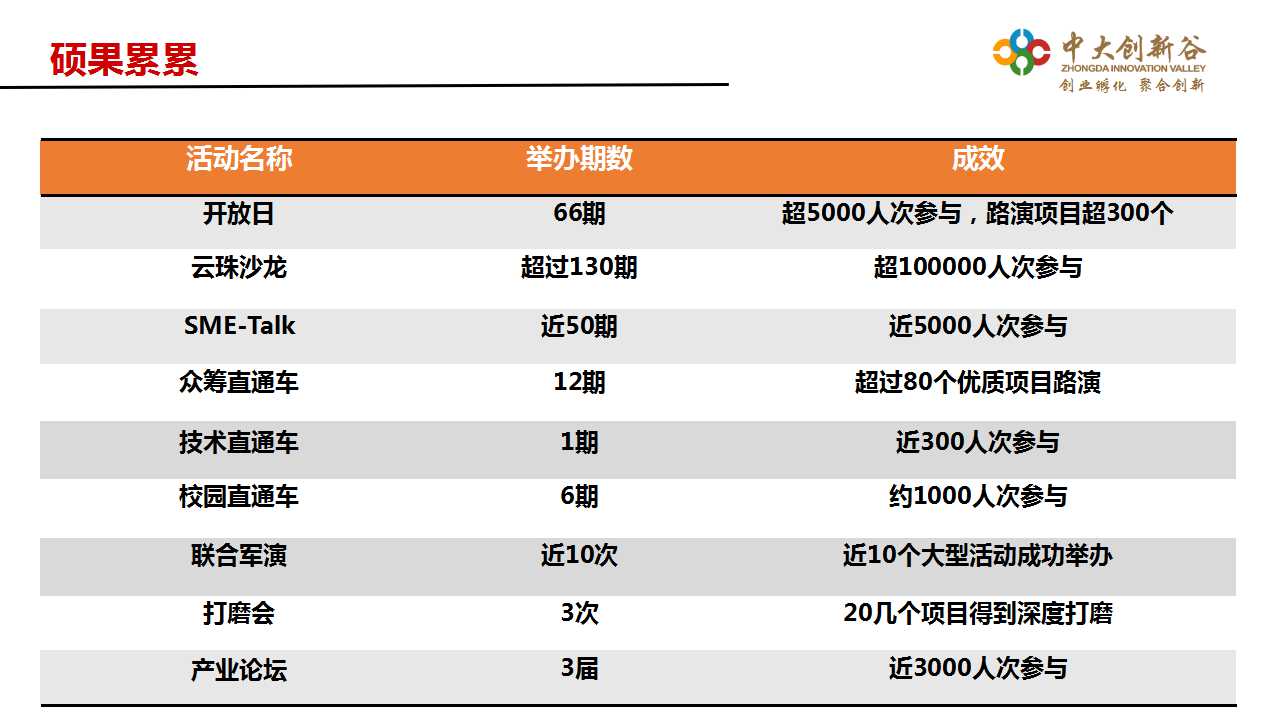 硕果累累
中大创新谷
ZHONGDA INNOVATION VALLEY
创业孵化 聚合创新
活动名称 举办期数 成效
开放日 66期 超5000人次参与，路演项目超300个
云珠沙龙 超过130期 超100000人次参与
SME-Talk 近50期 近5000人次参与
众筹直通车 12期 超过80个优质项目路演
技术直通车 1期 近300人次参与
校园直通车 6期 约1000人次参与
联合军演 近10次 近10个大型活动成功举办
打磨会 3次 20几个项目得到深度打磨
产业论坛 3届 近3000人次参与